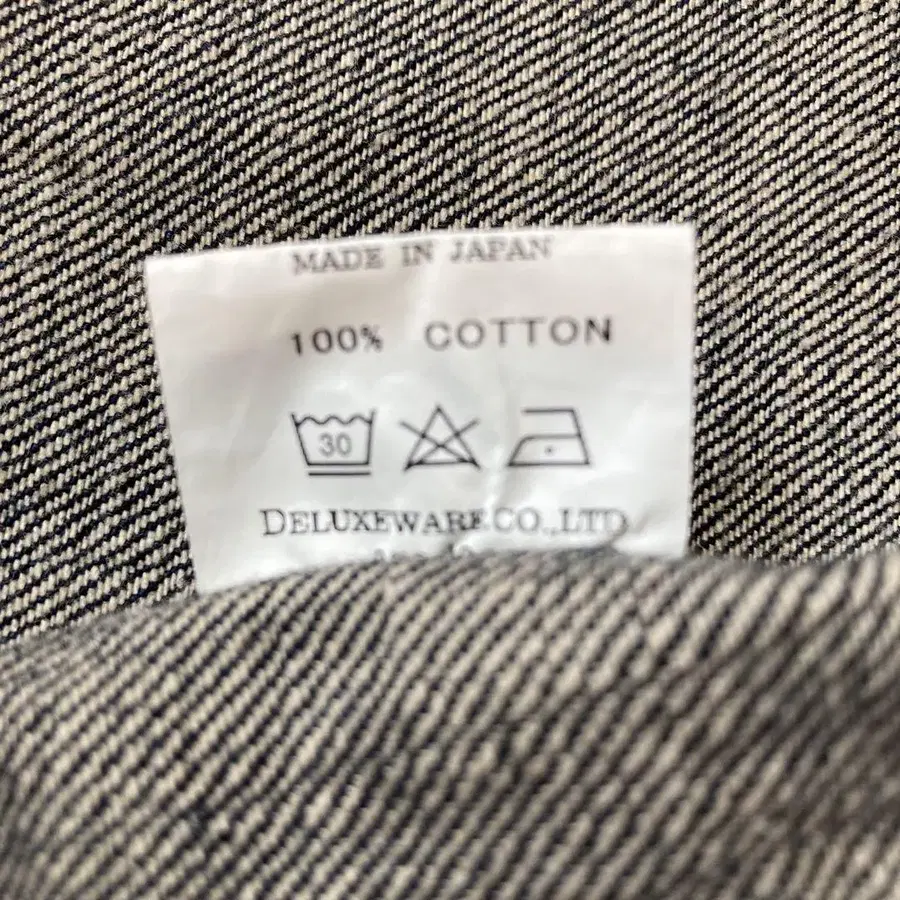 MADE IN JAPAN
100% COTTON
30
DELUXEWARE.CO.,LTD